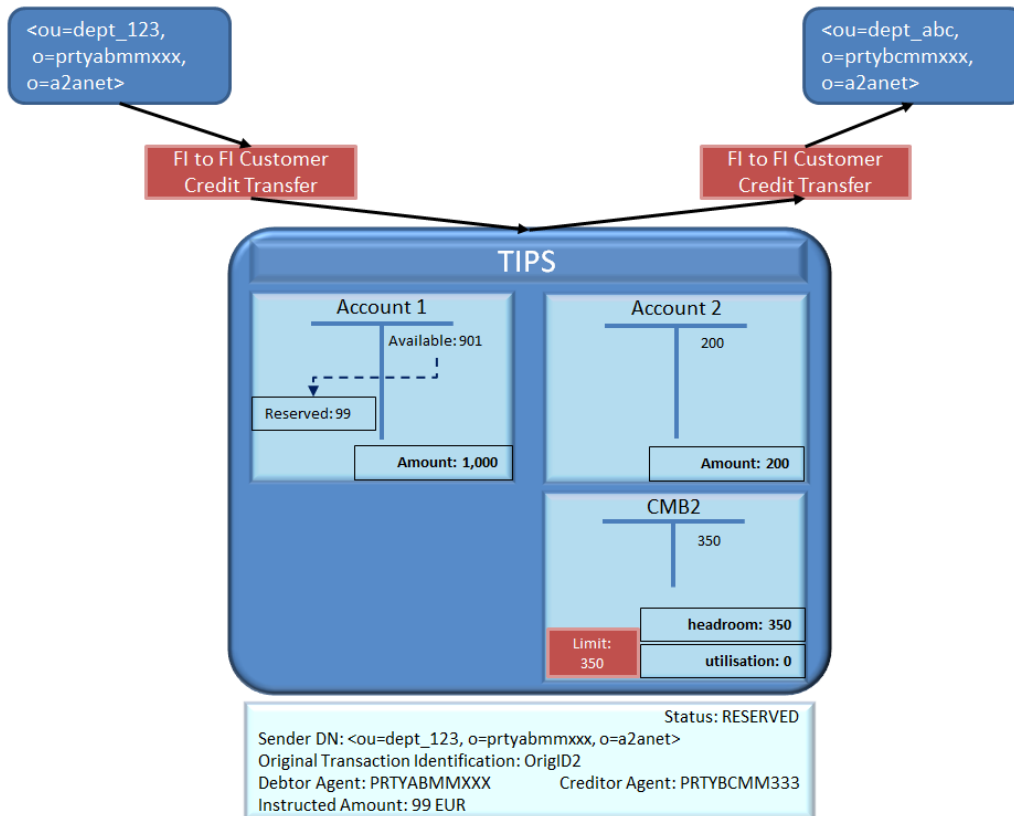 <ou=dept_123,
o=prtyabmmxxx,
o=a2anet>
<ou=dept_abc,
o=prtybcmmxxx,
o=a2anet>
FI to FI Customer
Credit Transfer
FI to FI Customer
Credit Transfer
TIPS
Account 1
Available: 901
Reserved: 99
Amount: 1,000
Account 2
200
Amount: 200
CMB2
350
headroom: 350
Limit:
350
utilisation: 0
Status: RESERVED
Sender DN: <ou=dept_123, o=prtyabmmxxx, o=a2anet>
Original Transaction Identification: OrigID2
Debtor Agent: PRTYABMMXXX Creditor Agent: PRTYBCMM333
Instructed Amount: 99 EUR